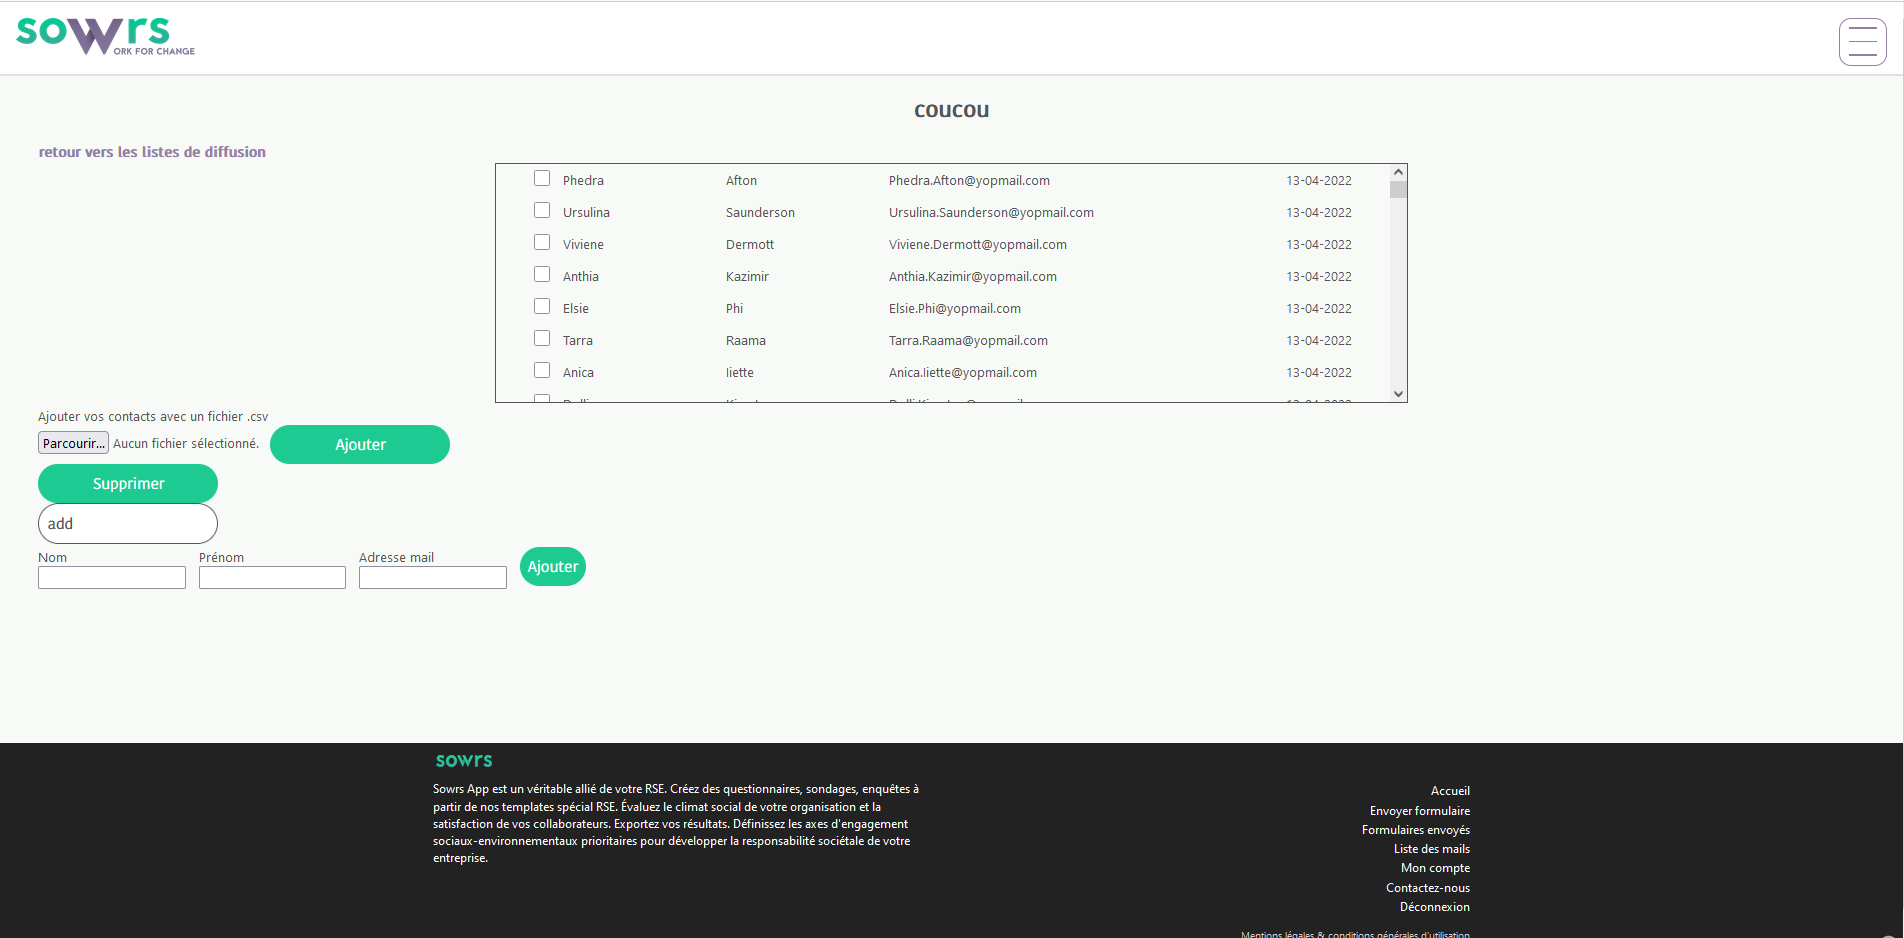 sowrs
ORK FOR CHANGE
coucou
retour vers les listes de diffusion
Phedra Afton Phedra.Afton@yopmail.com 13-04-2022
Ursulina Saunderson Ursulina.Saunderson@yopmail.com 13-04-2022
Viviene Dermott Viviene.Dermott@yopmail.com 13-04-2022
Anthia Kazimir Anthia.Kazimir@yopmail.com 13-04-2022
Elsie Phi Elsie.Phi@yopmail.com 13-04-2022
Tarra Raama Tarra.Raama@yopmail.com 13-04-2022
Anica Iiette Anica.Iiette@yopmail.com 13-04-2022
13-04-2022
Ajouter vos contacts avec un fichier .csv
Parcourir... Aucun fichier sélectionné. Ajouter
Supprimer
add
Nom Prénom Adresse mail
Ajouter
sowrs
Sowrs App est un véritable allié de votre RSE. Créez des questionnaires, sondages, enquêtes à
partir de nos templates spécial RSE. Évaluez le climat social de votre organisation et la
satisfaction de vos collaborateurs. Exportez vos résultats. Définissez les axes d'engagement
sociaux-environnementaux prioritaires pour développer la responsabilité sociétale de votre
entreprise.
Accueil
Envoyer formulaire
Formulaires envoyés
Liste des mails
Mon compte
Contactez-nous
Déconnexion
Mentions légales & conditions générales d'utilisation